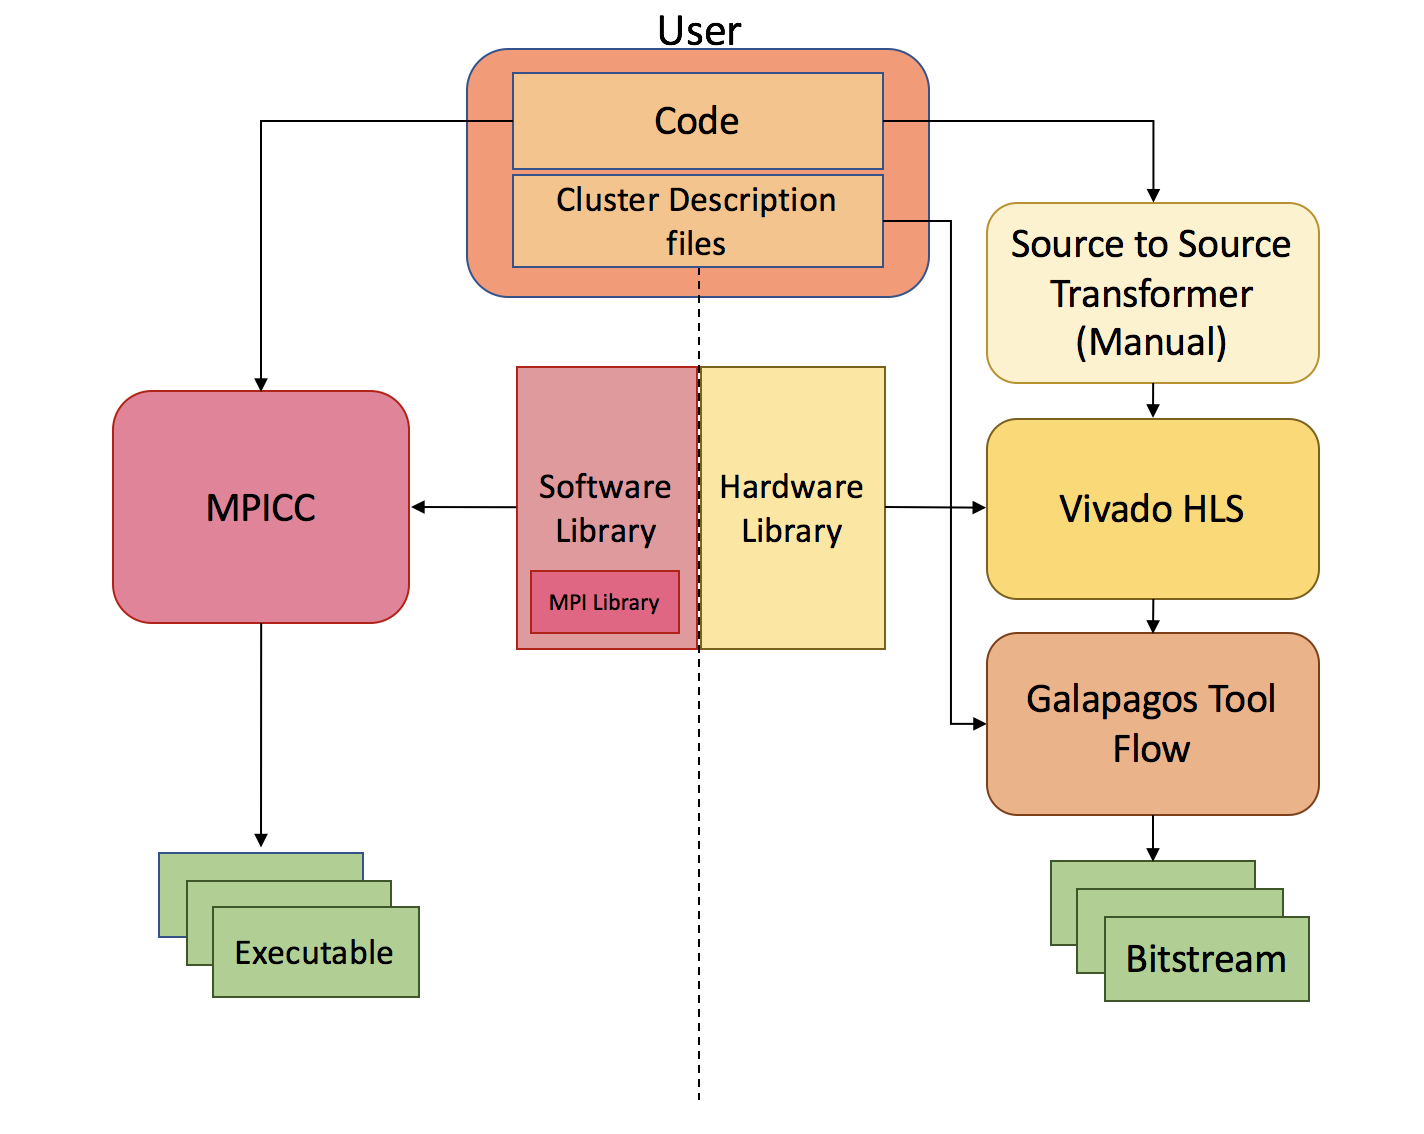 User
Code
Cluster Description
files
Source to Source
Transformer
(Manual)
MPICC
Software
Library
MPI Library
Hardware
Library
Vivado HLS
Galapagos Tool
Flow
Executable
Bitstream